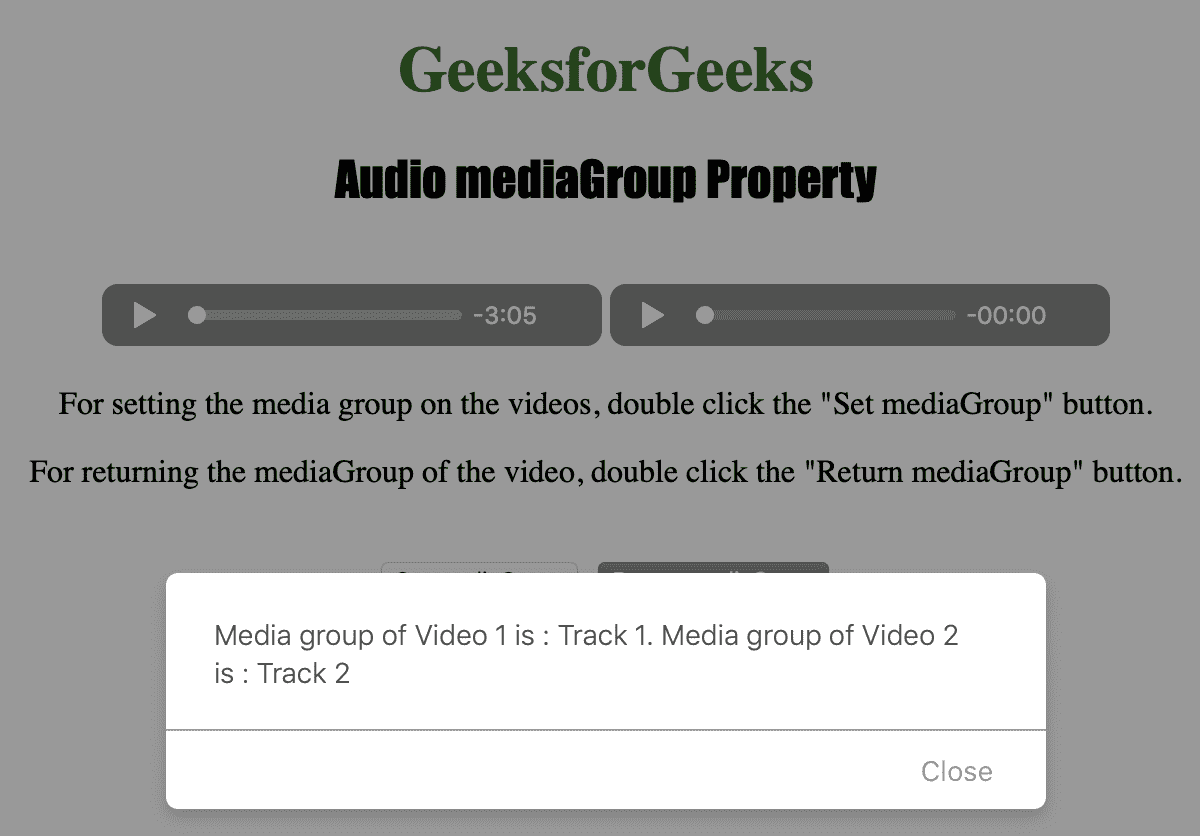 GeeksforGeeks
Audio mediaGroup Property
-3:05
-00:00
For setting the media group on the videos, double click the "Set mediaGroup" button.
For returning the mediaGroup of the video, double click the "Return mediaGroup" button.
Media group of Video 1 is : Track 1. Media group of Video 2
is : Track 2
Close